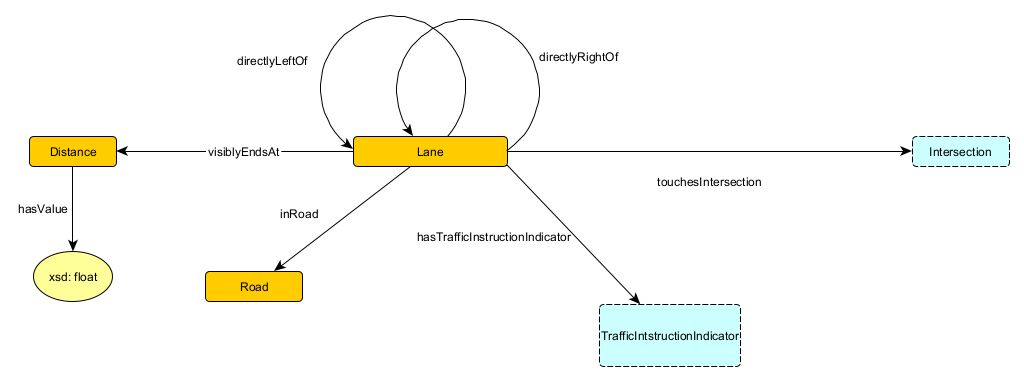 directlyLeftOf
directlyRightOf
Distance
visiblyEndsAt
Lane
Intersection
touchesIntersection
hasValue
inRoad
hasTrafficInstructionIndicator
xsd: float
Road
TrafficIntstructionIndicator